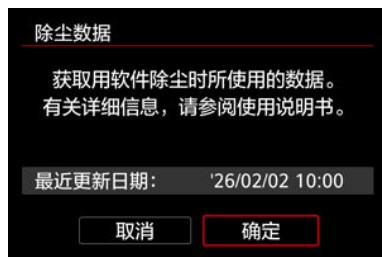 除尘数据
获取用软件除尘时所使用的数据。
有关详细信息，请参阅使用说明书。
最近更新日期： '26/02/02 10:00
取消 确定